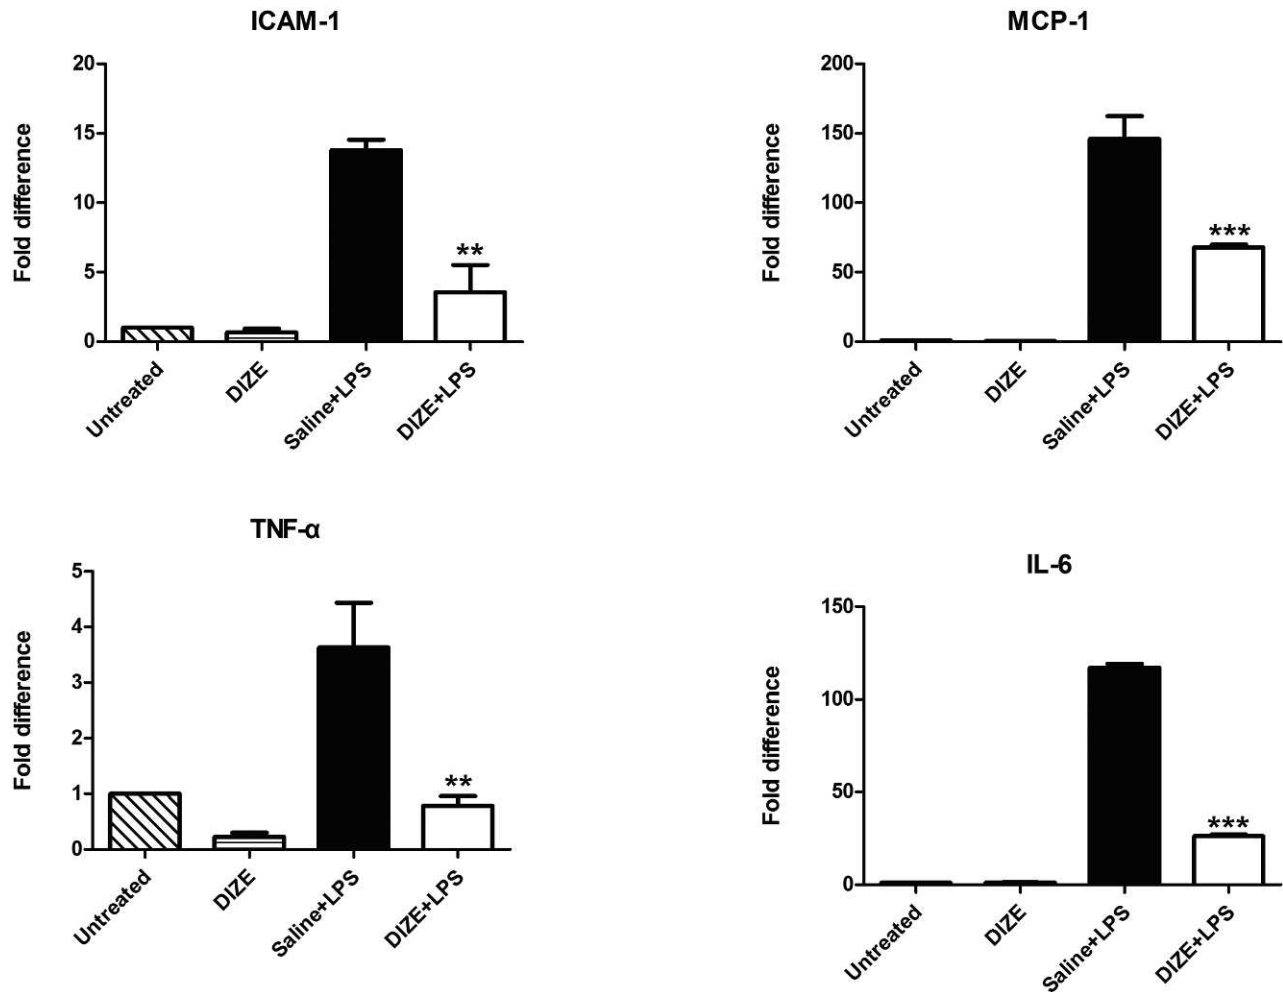 ICAM-1
20
15
10
5
0
Fold difference
**
Untreated
DIZE
Saline+LPS
DIZE+LPS
MCP-1
200
150
100
50
0
Fold difference
***
Untreated
DIZE
Saline+LPS
DIZE+LPS
TNF-α
5
4
3
2
1
0
Fold difference
**
Untreated
DIZE
Saline+LPS
DIZE+LPS
IL-6
150
100
50
0
Fold difference
***
Untreated
DIZE
Saline+LPS
DIZE+LPS